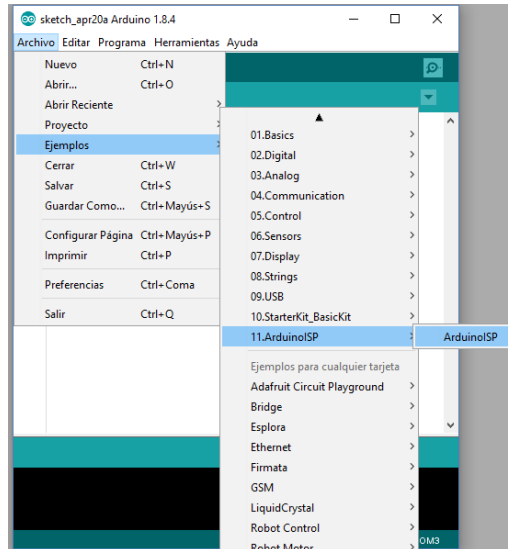 sketch_apr20a Arduino 1.8.4
Archivo Editar Programa Herramientas Ayuda
Nuevo Ctrl+N
Abrir... Ctrl+O
Abrir Reciente
Proyecto
Ejemplos
Cerrar Ctrl+W
Salvar Ctrl+S
Guardar Como... Ctrl+Mayús+S
Configurar Página Ctrl+Mayús+P
Imprimir Ctrl+P
Preferencias Ctrl+Coma
Salir Ctrl+Q
01.Basics
02.Digital
03.Analog
04.Communication
05.Control
06.Sensors
07.Display
08.Strings
09.USB
10.StarterKit_BasicKit
11.ArduinoISP
ArduinoISP
Ejemplos para cualquier tarjeta
Adafruit Circuit Playground
Bridge
Esplora
Ethernet
Firmata
GSM
LiquidCrystal
Robot Control
Robot Motor
OM3